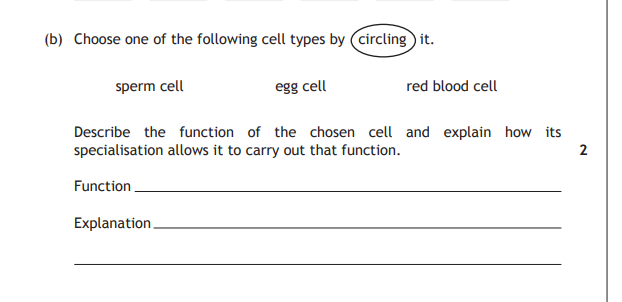 (b) Choose one of the following cell types by circling it.
sperm cell egg cell red blood cell
Describe the function of the chosen cell and explain how its
specialisation allows it to carry out that function. 2
Function
Explanation